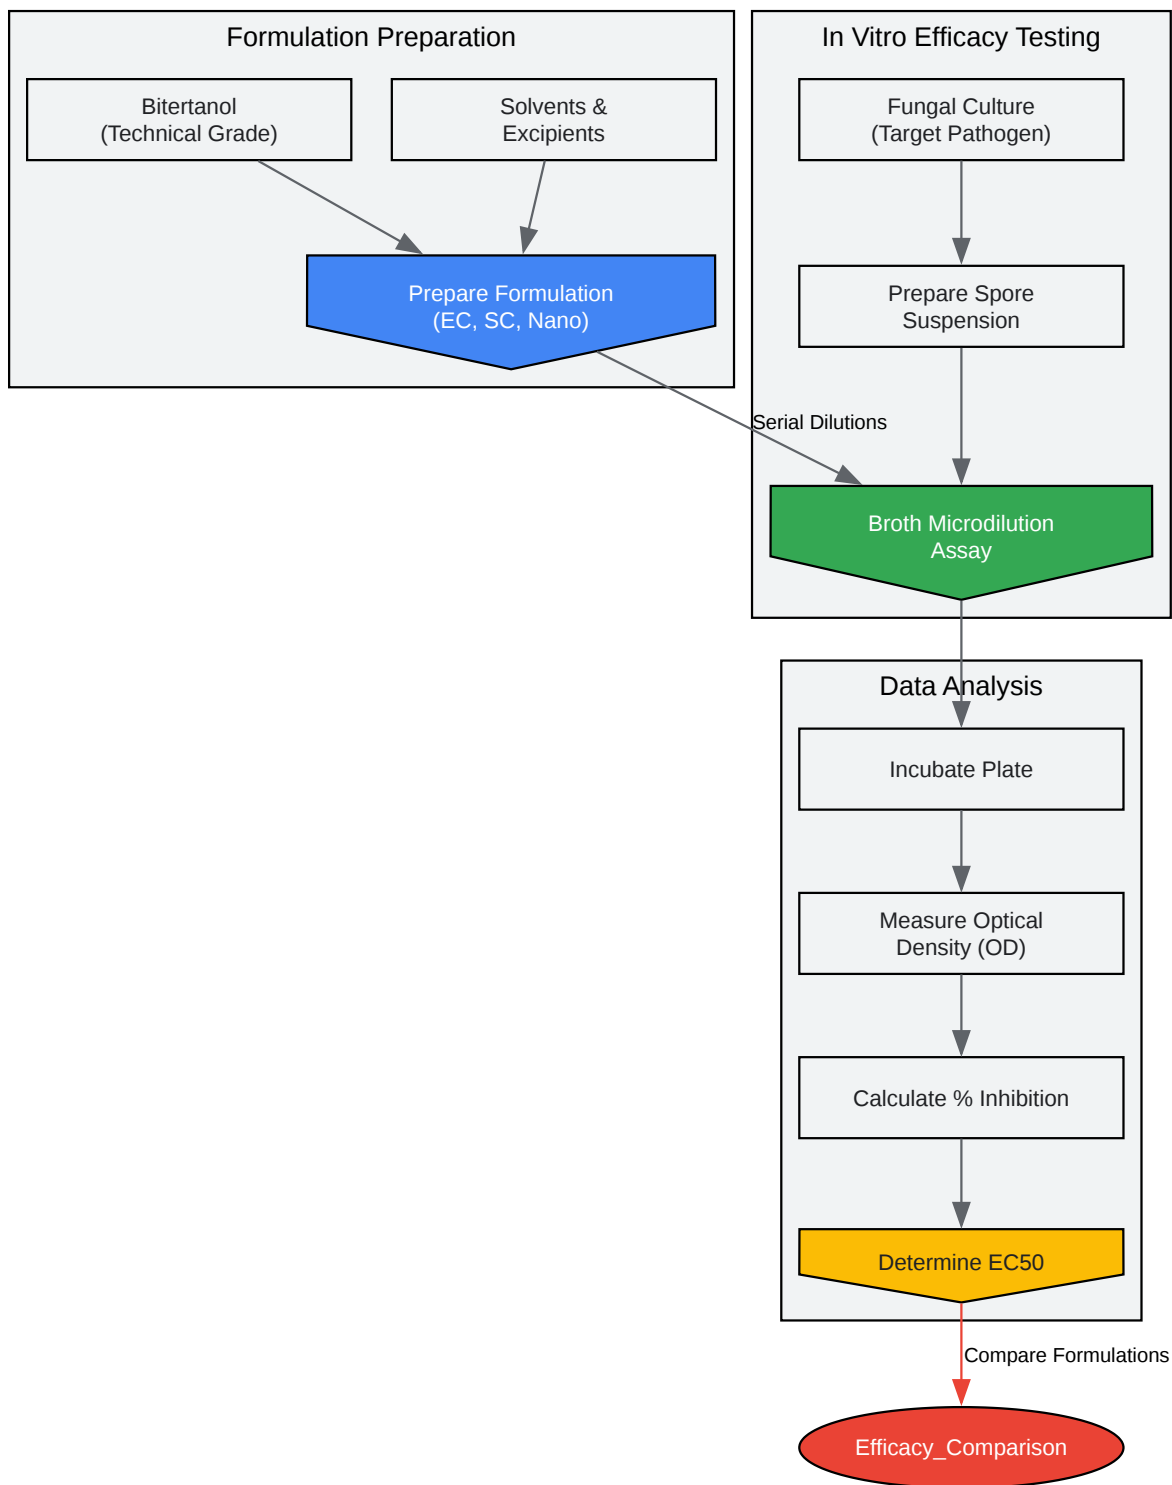 Formulation Preparation
Bitertanol
(Technical Grade)
Solvents &
Excipients
Prepare Formulation
(EC, SC, Nano)
In Vitro Efficacy Testing
Fungal Culture
(Target Pathogen)
Prepare Spore
Suspension
Serial Dilutions
Broth Microdilution
Assay
Data Analysis
Incubate Plate
Measure Optical
Density (OD)
Calculate % Inhibition
Determine EC50
Compare Formulations
Efficacy_Comparison